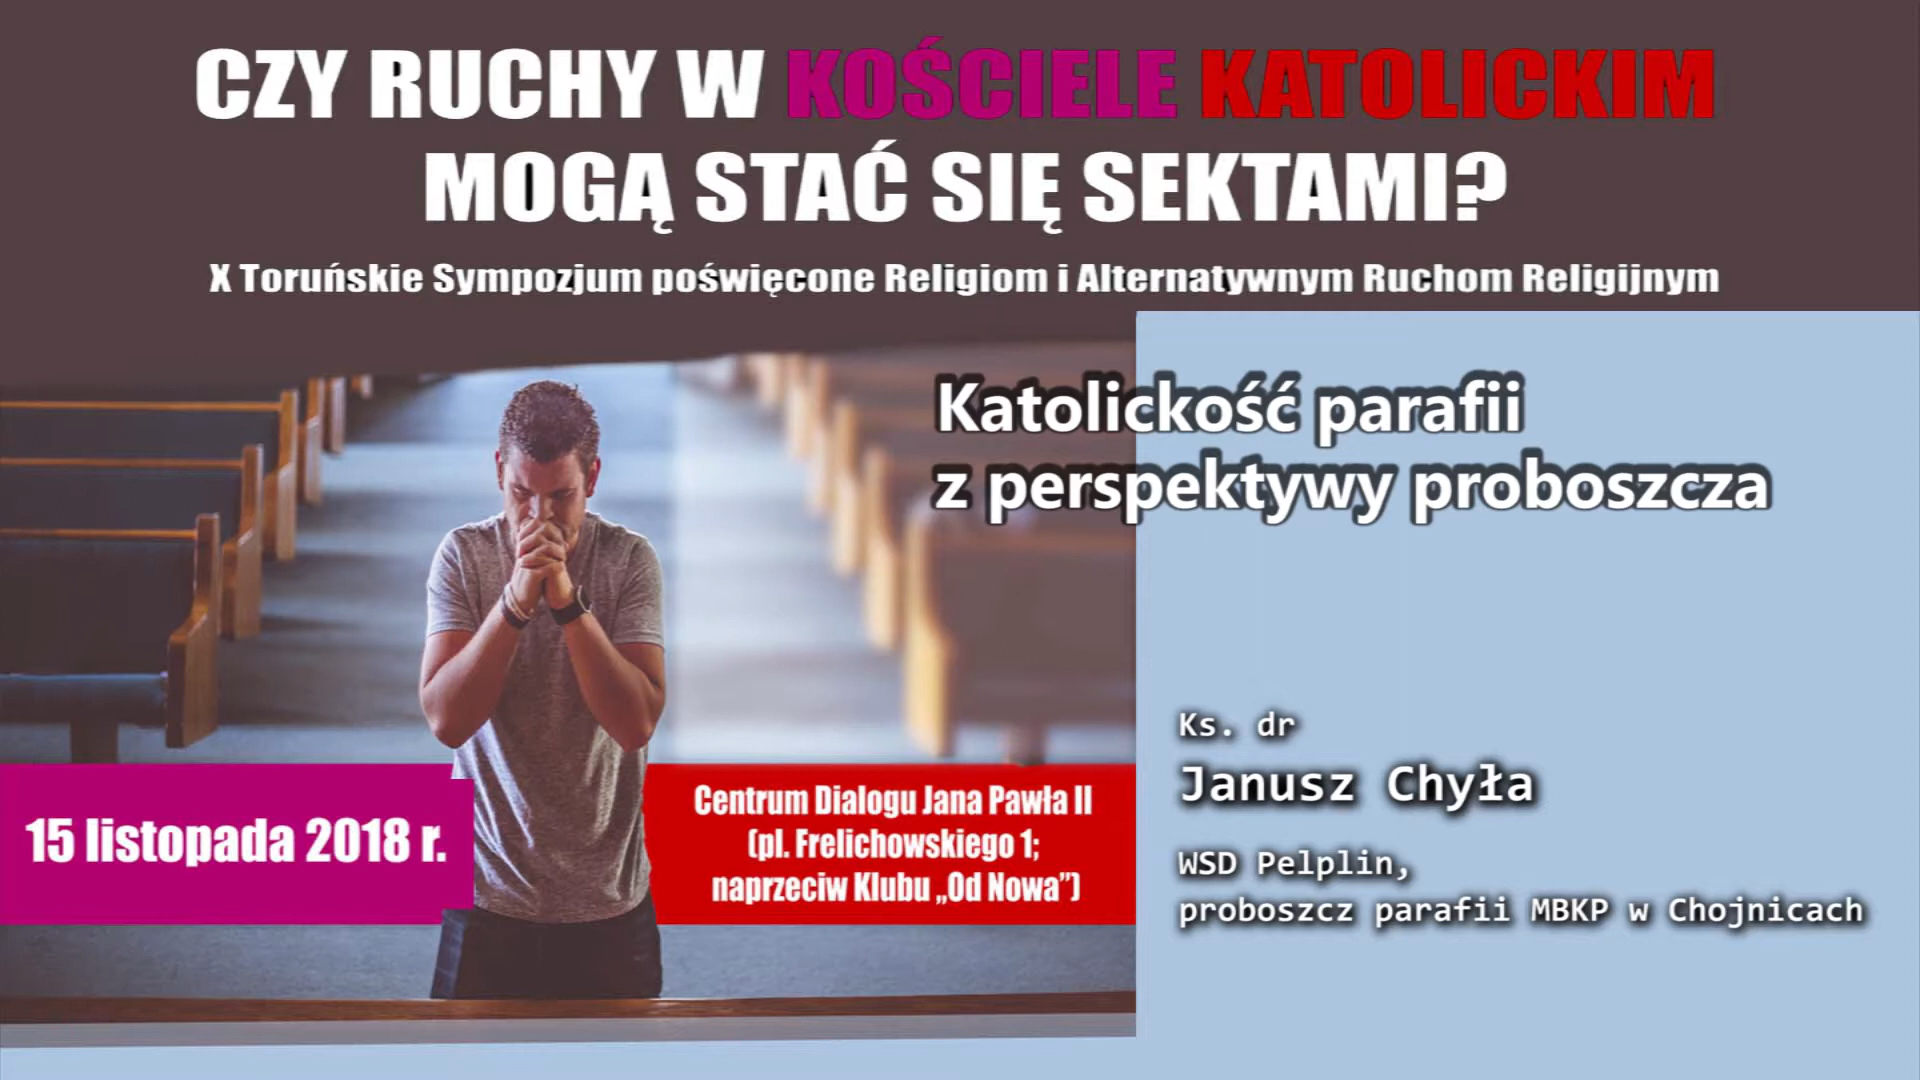 CZY RUCHY W KOŚCIELE KATOLICKIM
MOGĄ STAĆ SIĘ SEKTAMI?
X Toruńskie Sympozjum poświęcone Religiom i Alternatywnym Ruchom Religijnym
Katolickość parafii
z perspektywy proboszcza
15 listopada 2018 r.
Centrum Dialogu Jana Pawła II
(pl. Frelichowskiego 1;
naprzeciw Klubu „Od Nowa”)
Ks. dr
Janusz Chyła
WSD Pelplin,
proboszcz parafii MBKP w Chojnicach